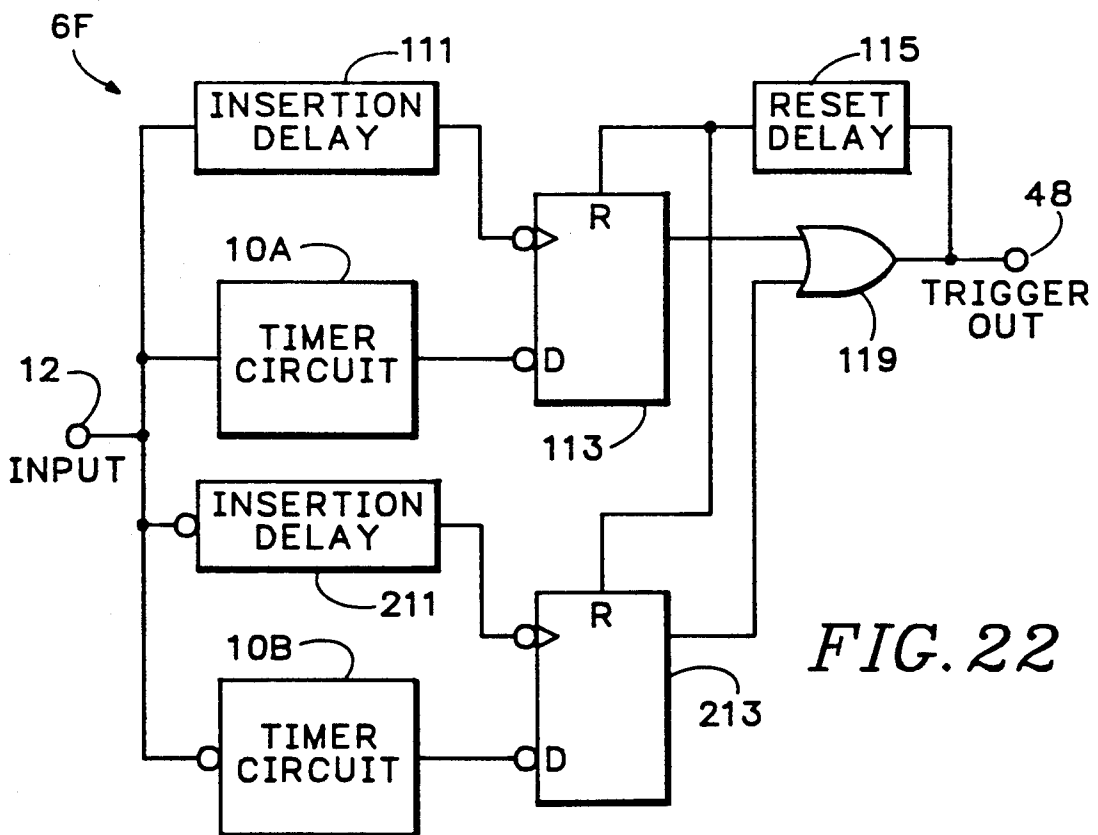 6F
111
INSERTION
DELAY
115
RESET
DELAY
R
48
10A
TIMER
CIRCUIT
D
TRIGGER
OUT
119
12
INPUT
113
INSERTION
DELAY
211
R
10B
TIMER
CIRCUIT
D
213
FIG. 22